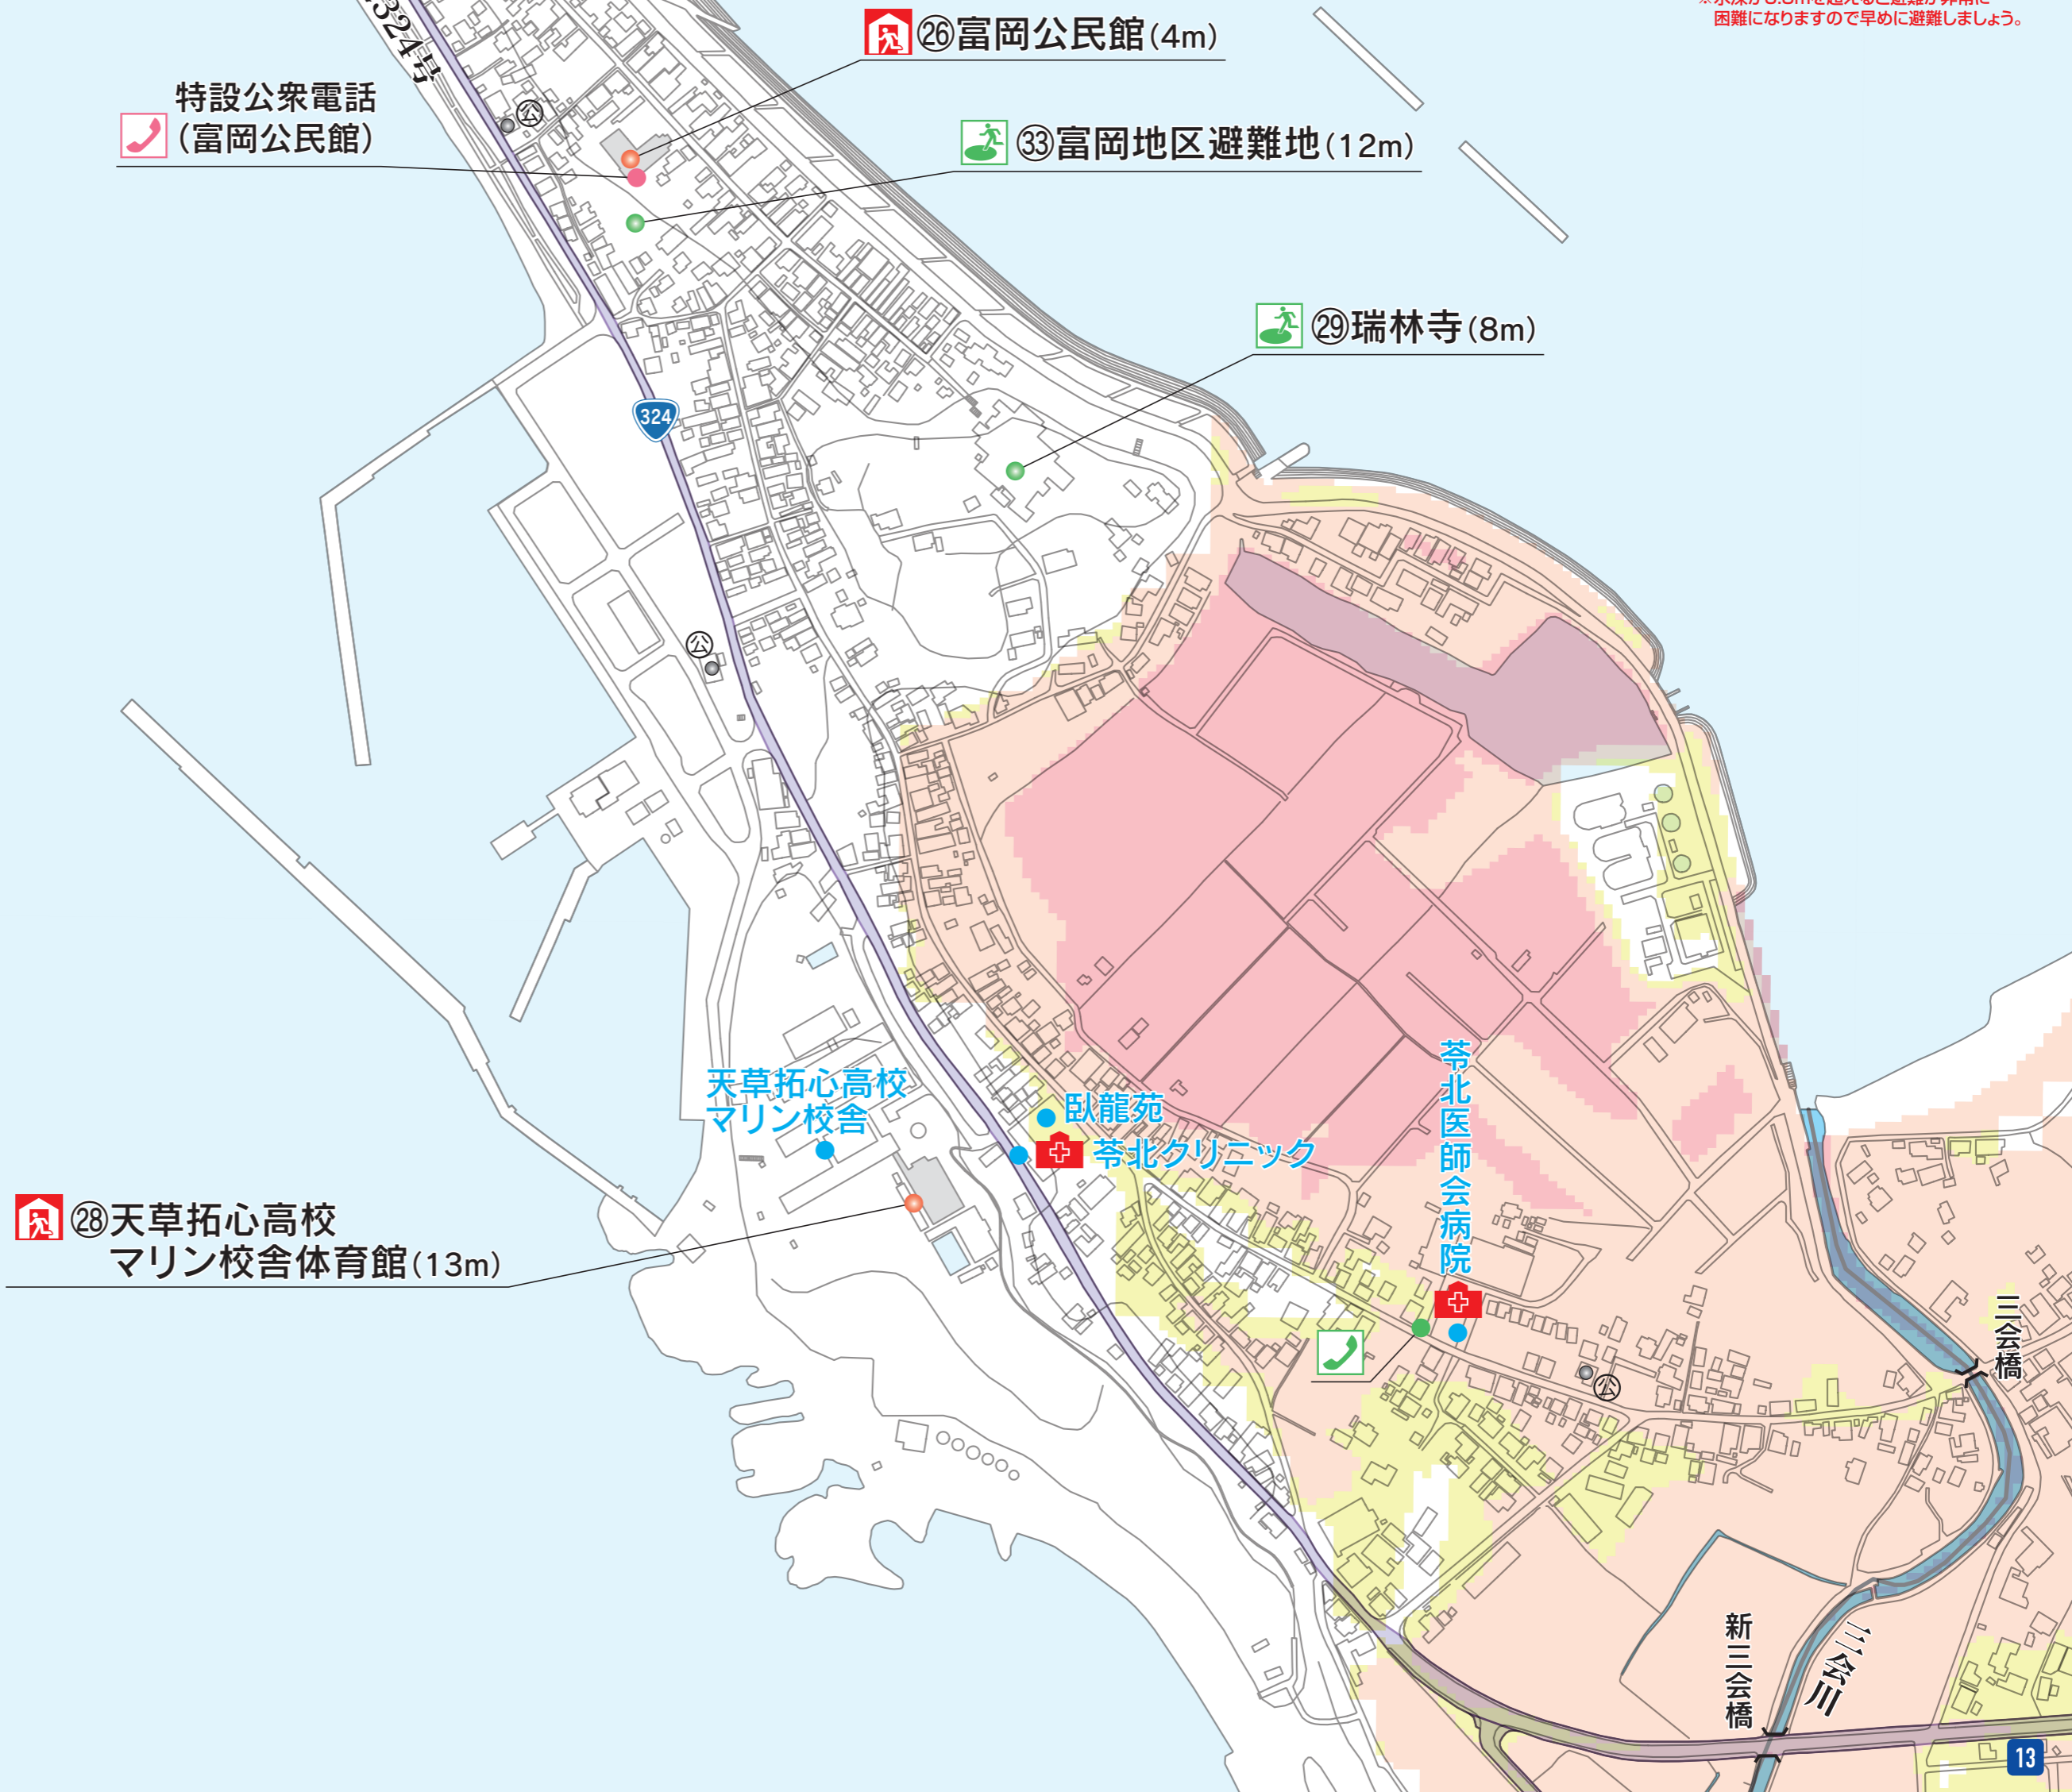 困難になりますので早めに避難しましょう。
324号
㉖富岡公民館(4m)
特設公衆電話
(富岡公民館)
公
㉝富岡地区避難地(12m)
㉙瑞林寺(8m)
324
公
天草拓心高校
マリン校舎
臥龍苑
苓北クリニック
苓北医師会病院
㉘天草拓心高校
マリン校舎体育館(13m)
三会橋
公
新三会橋
三会川
13